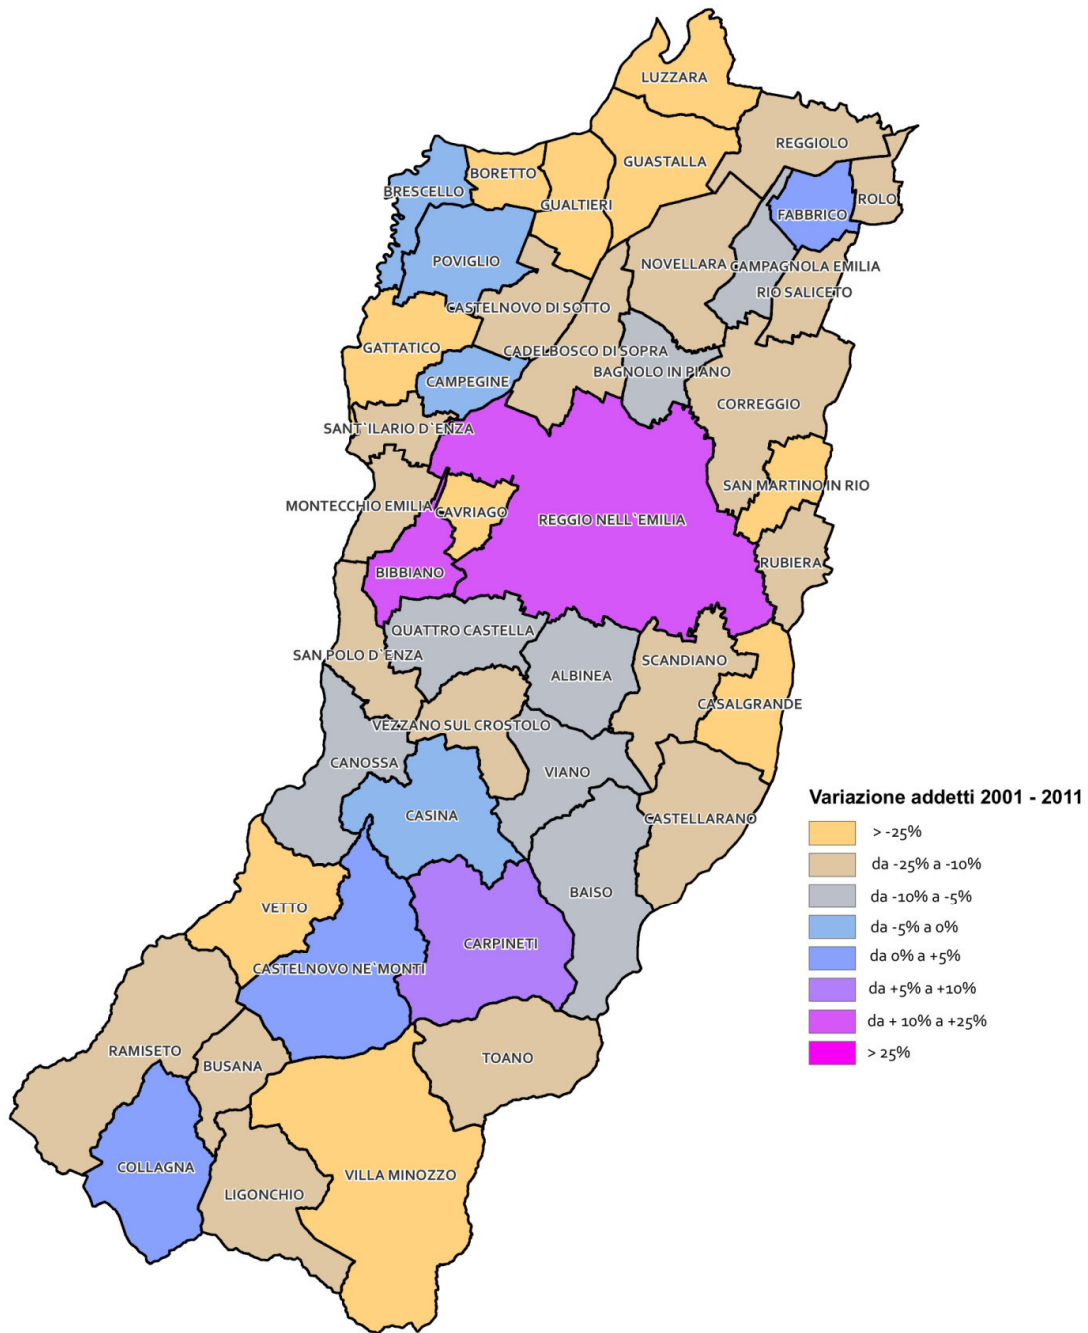 LUZZARA
REGGIOLO
GUASTALLA
BORETTO
BRESCELLO
GUALTIERI
ROLO
FABBRICO
POVIGLIO
NOVELLARA
CAMPAGNOLA EMILIA
RIO SALICETO
CASTELNOVO DI SOTTO
GATTATICO
CADELBOSCO DI SOPRA
BAGNOLO IN PIANO
CAMPEGINE
CORREGGIO
SANT`ILARIO D`ENZA
SAN MARTINO IN RIO
MONTECCHIO EMILIA
CAVRIAGO
REGGIO NELL`EMILIA
RUBIERA
BIBBIANO
QUATTRO CASTELLA
SAN POLO D`ENZA
SCANDIANO
ALBINEA
CASALGRANDE
VEZZANO SUL CROSTOLO
CANOSSA
VIANO
CASINA
CASTELLARANO
BAISO
VETTO
CARPINETI
CASTELNOVO NE`MONTI
RAMISETO
BUSANA
TOANO
COLLAGNA
VILLA MINOZZO
LIGONCHIO
Variazione addetti 2001 - 2011
> -25%
da -25% a -10%
da -10% a -5%
da -5% a 0%
da 0% a +5%
da +5% a +10%
da + 10% a +25%
> 25%